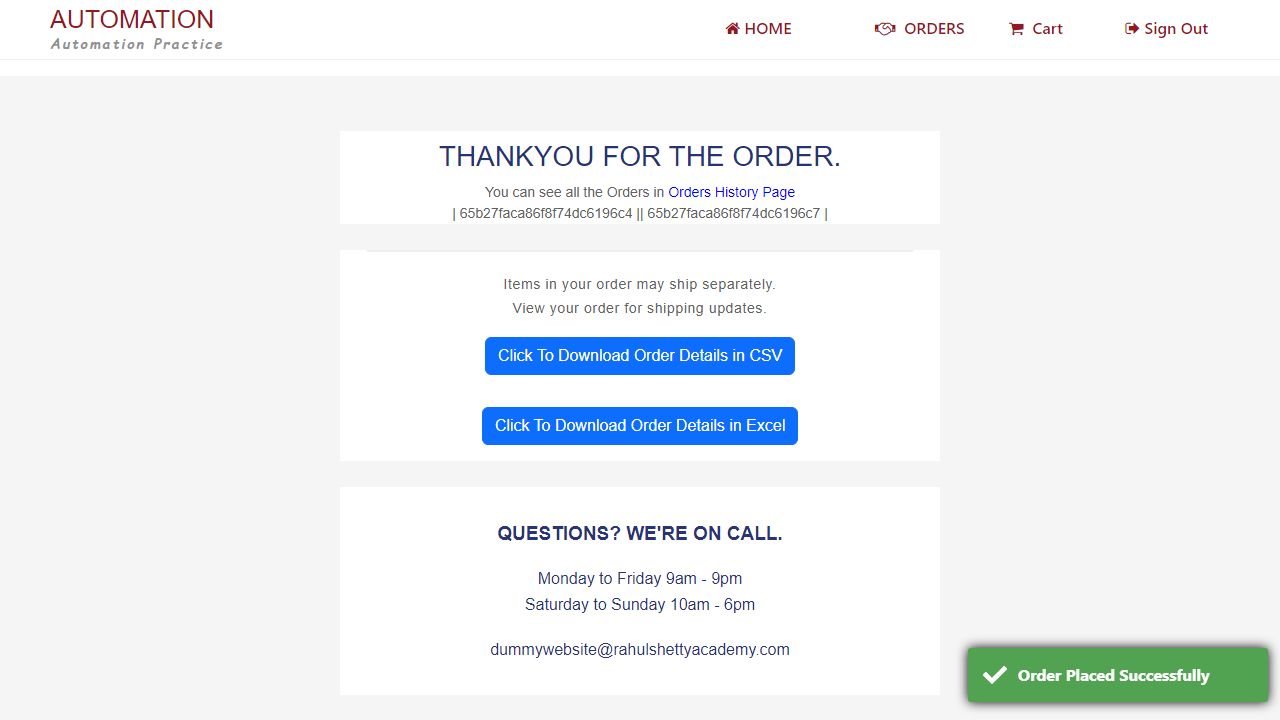 AUTOMATION
Automation Practice
HOME
ORDERS
Cart
Sign Out
THANKYOU FOR THE ORDER.
You can see all the Orders in Orders History Page
| 65b27faca86f8f74dc6196c4 || 65b27faca86f8f74dc6196c7 |
Items in your order may ship separately.
View your order for shipping updates.
Click To Download Order Details in CSV
Click To Download Order Details in Excel
QUESTIONS? WE'RE ON CALL.
Monday to Friday 9am - 9pm
Saturday to Sunday 10am - 6pm
dummywebsite@rahulshettyacademy.com
Order Placed Successfully